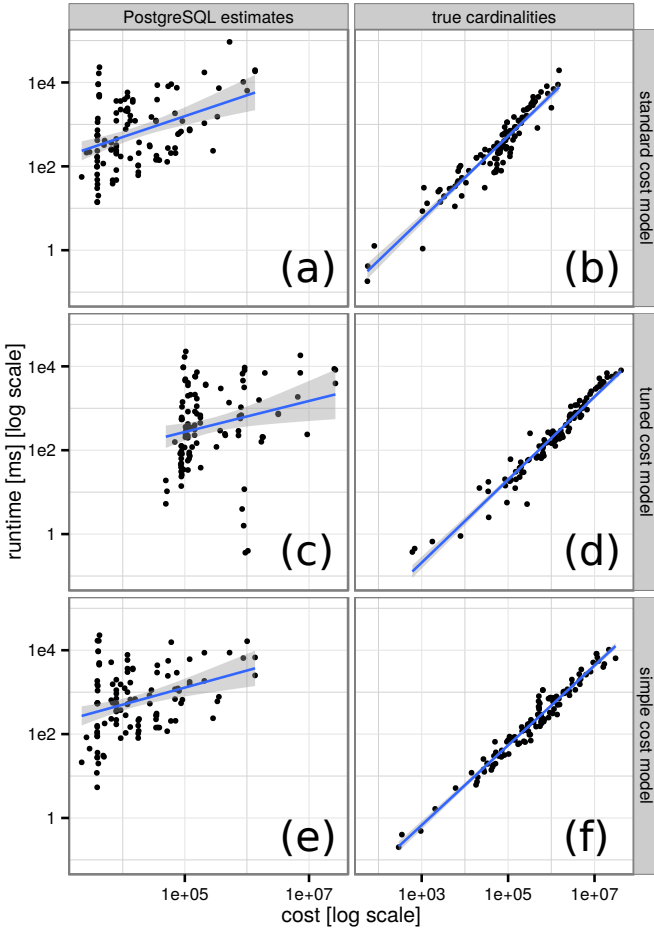 PostgreSQL estimates
true cardinalities
1e4
1e2
1
(a)
(b)
standard cost model
runtime [ms] [log scale]
1e4
1e2
1
(c)
(d)
tuned cost model
1e4
1e2
1
(e)
(f)
simple cost model
1e+05
1e+07
1e+03
1e+05
1e+07
cost [log scale]